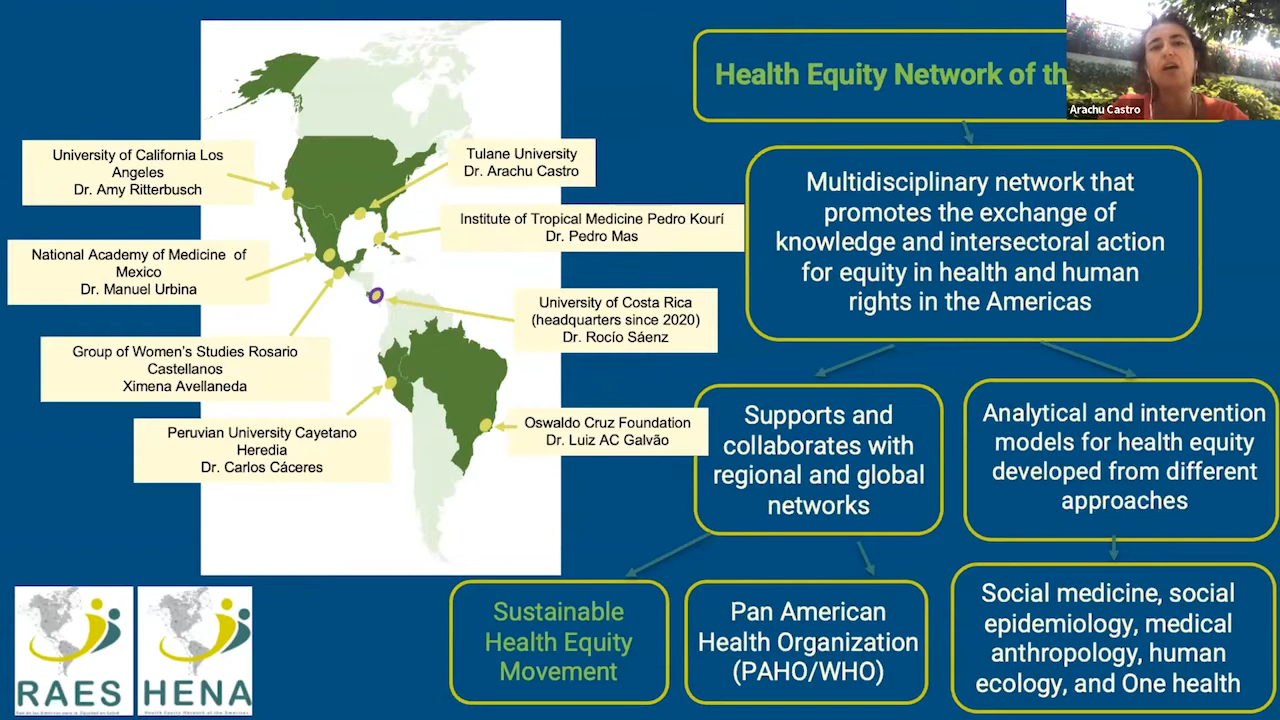 Health Equity Network of th
Arachu Castro
University of California Los
Angeles
Dr. Amy Ritterbusch
Tulane University
Dr. Arachu Castro
Institute of Tropical Medicine Pedro Kourí
Dr. Pedro Mas
National Academy of Medicine of
Mexico
Dr. Manuel Urbina
University of Costa Rica
(headquarters since 2020)
Dr. Rocío Sáenz
Group of Women's Studies Rosario
Castellanos
Ximena Avellaneda
Peruvian University Cayetano
Heredia
Dr. Carlos Cáceres
Oswaldo Cruz Foundation
Dr. Luiz AC Galvão
Multidisciplinary network that
promotes the exchange of
knowledge and intersectoral action
for equity in health and human
rights in the Americas
Supports and
collaborates with
regional and global
networks
Analytical and intervention
models for health equity
developed from different
approaches
Sustainable
Health Equity
Movement
Pan American
Health Organization
(PAHO/WHO)
Social medicine, social
epidemiology, medical
anthropology, human
ecology, and One health
RAES
HENA
Health Equity Network of the Americas